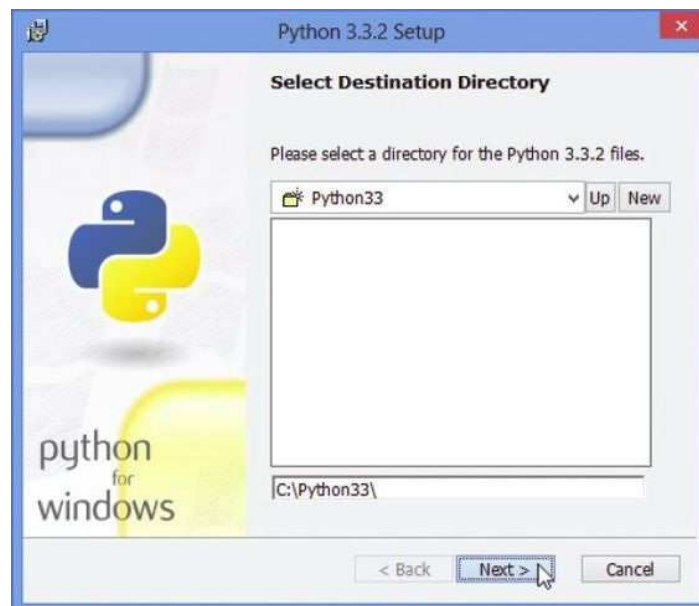 Python 3.3.2 Setup
Select Destination Directory
Please select a directory for the Python 3.3.2 files.
Python33
Up
New
python
for
windows
C:\Python33\
< Back
Next >
Cancel